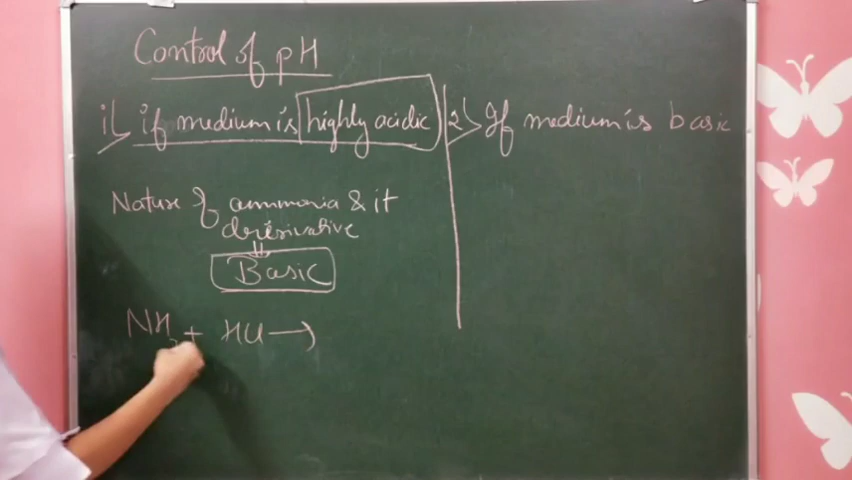 Control of pH
1> if medium is highly acidic
Nature of ammonia & it
derivative
Basic
NH3 + HCl →
2> If medium is basic